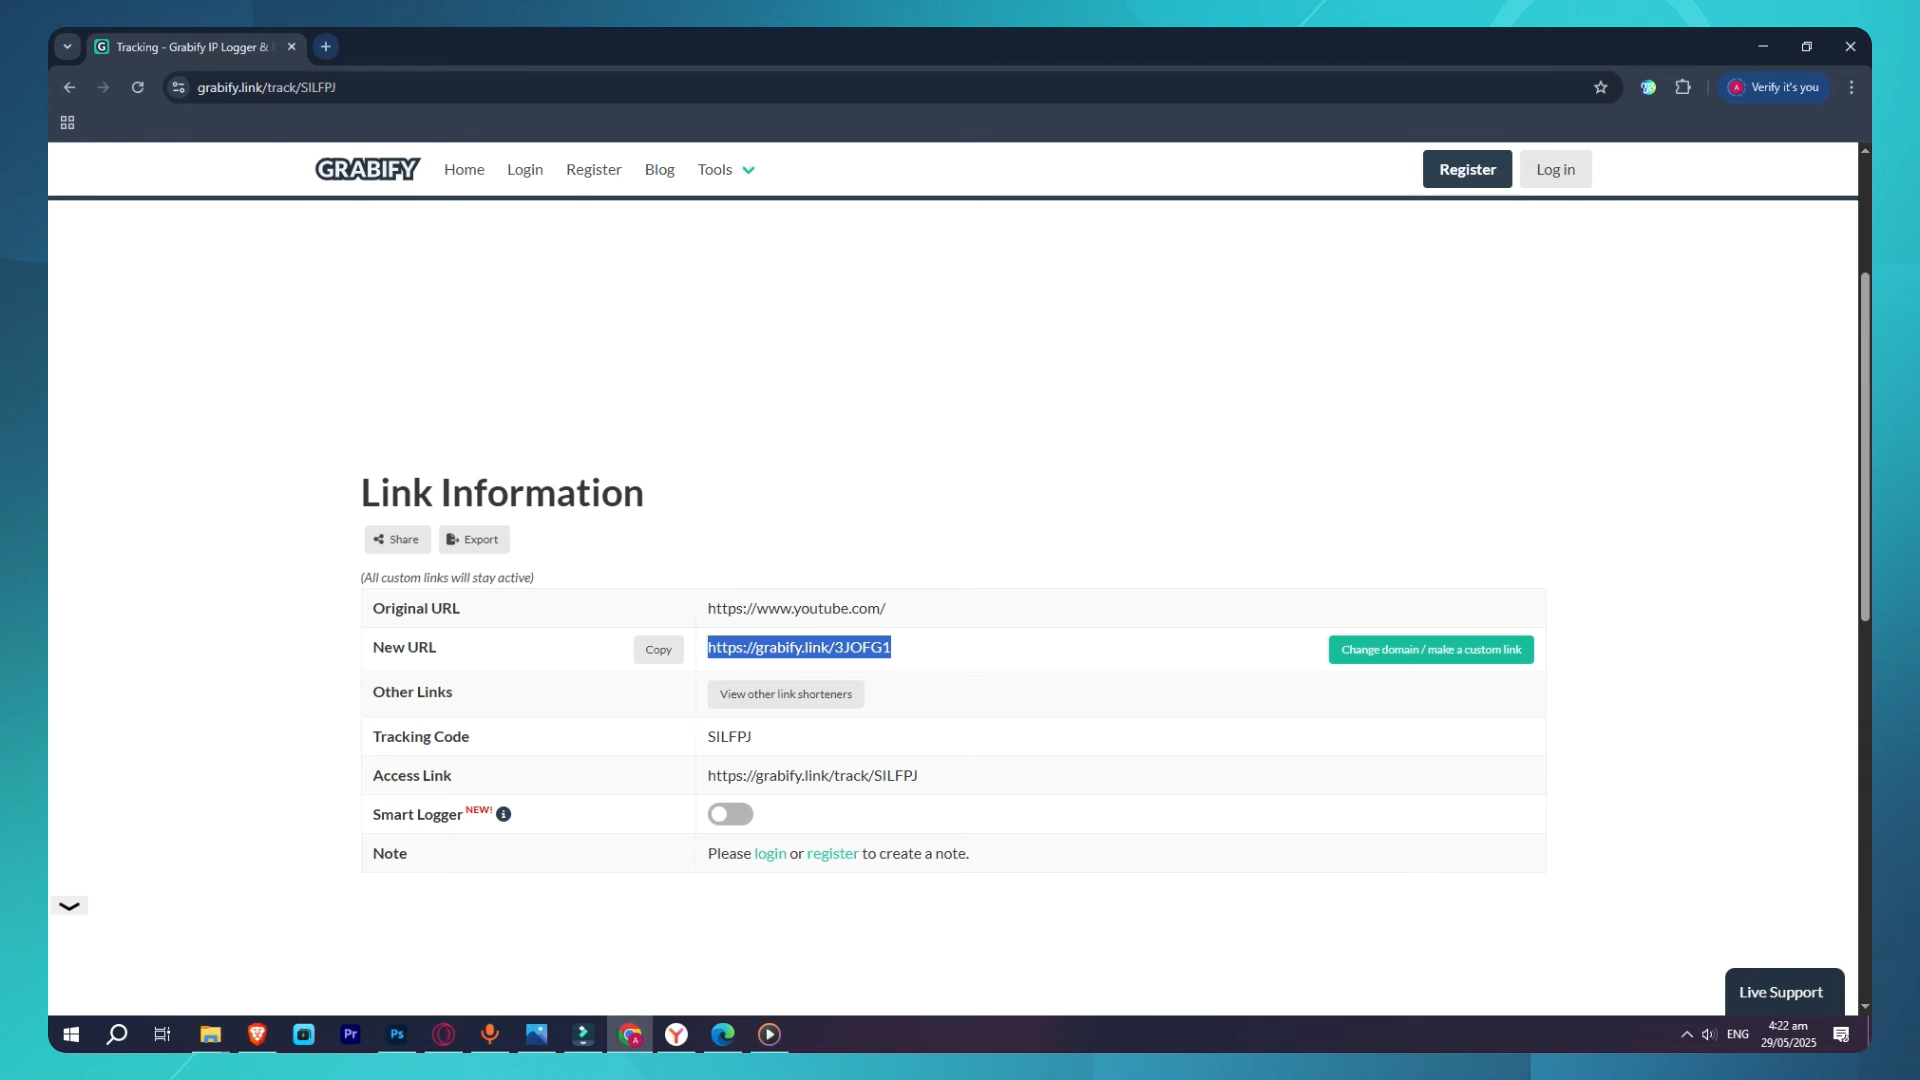 Tracking - Grabify IP Logger &
grabify.link/track/SILFPJ
Verify it's you
GRABIFY Home Login Register Blog Tools Register Log in
Link Information
Share Export
(All custom links will stay active)
Original URL https://www.youtube.com/
New URL Copy https://grabify.link/3JOFG1 Change domain / make a custom link
Other Links View other link shorteners
Tracking Code SILFPJ
Access Link https://grabify.link/track/SILFPJ
Smart Logger NEW!
Note Please login or register to create a note.
Live Support
Pr Ps ENG 4:22 am
29/05/2025